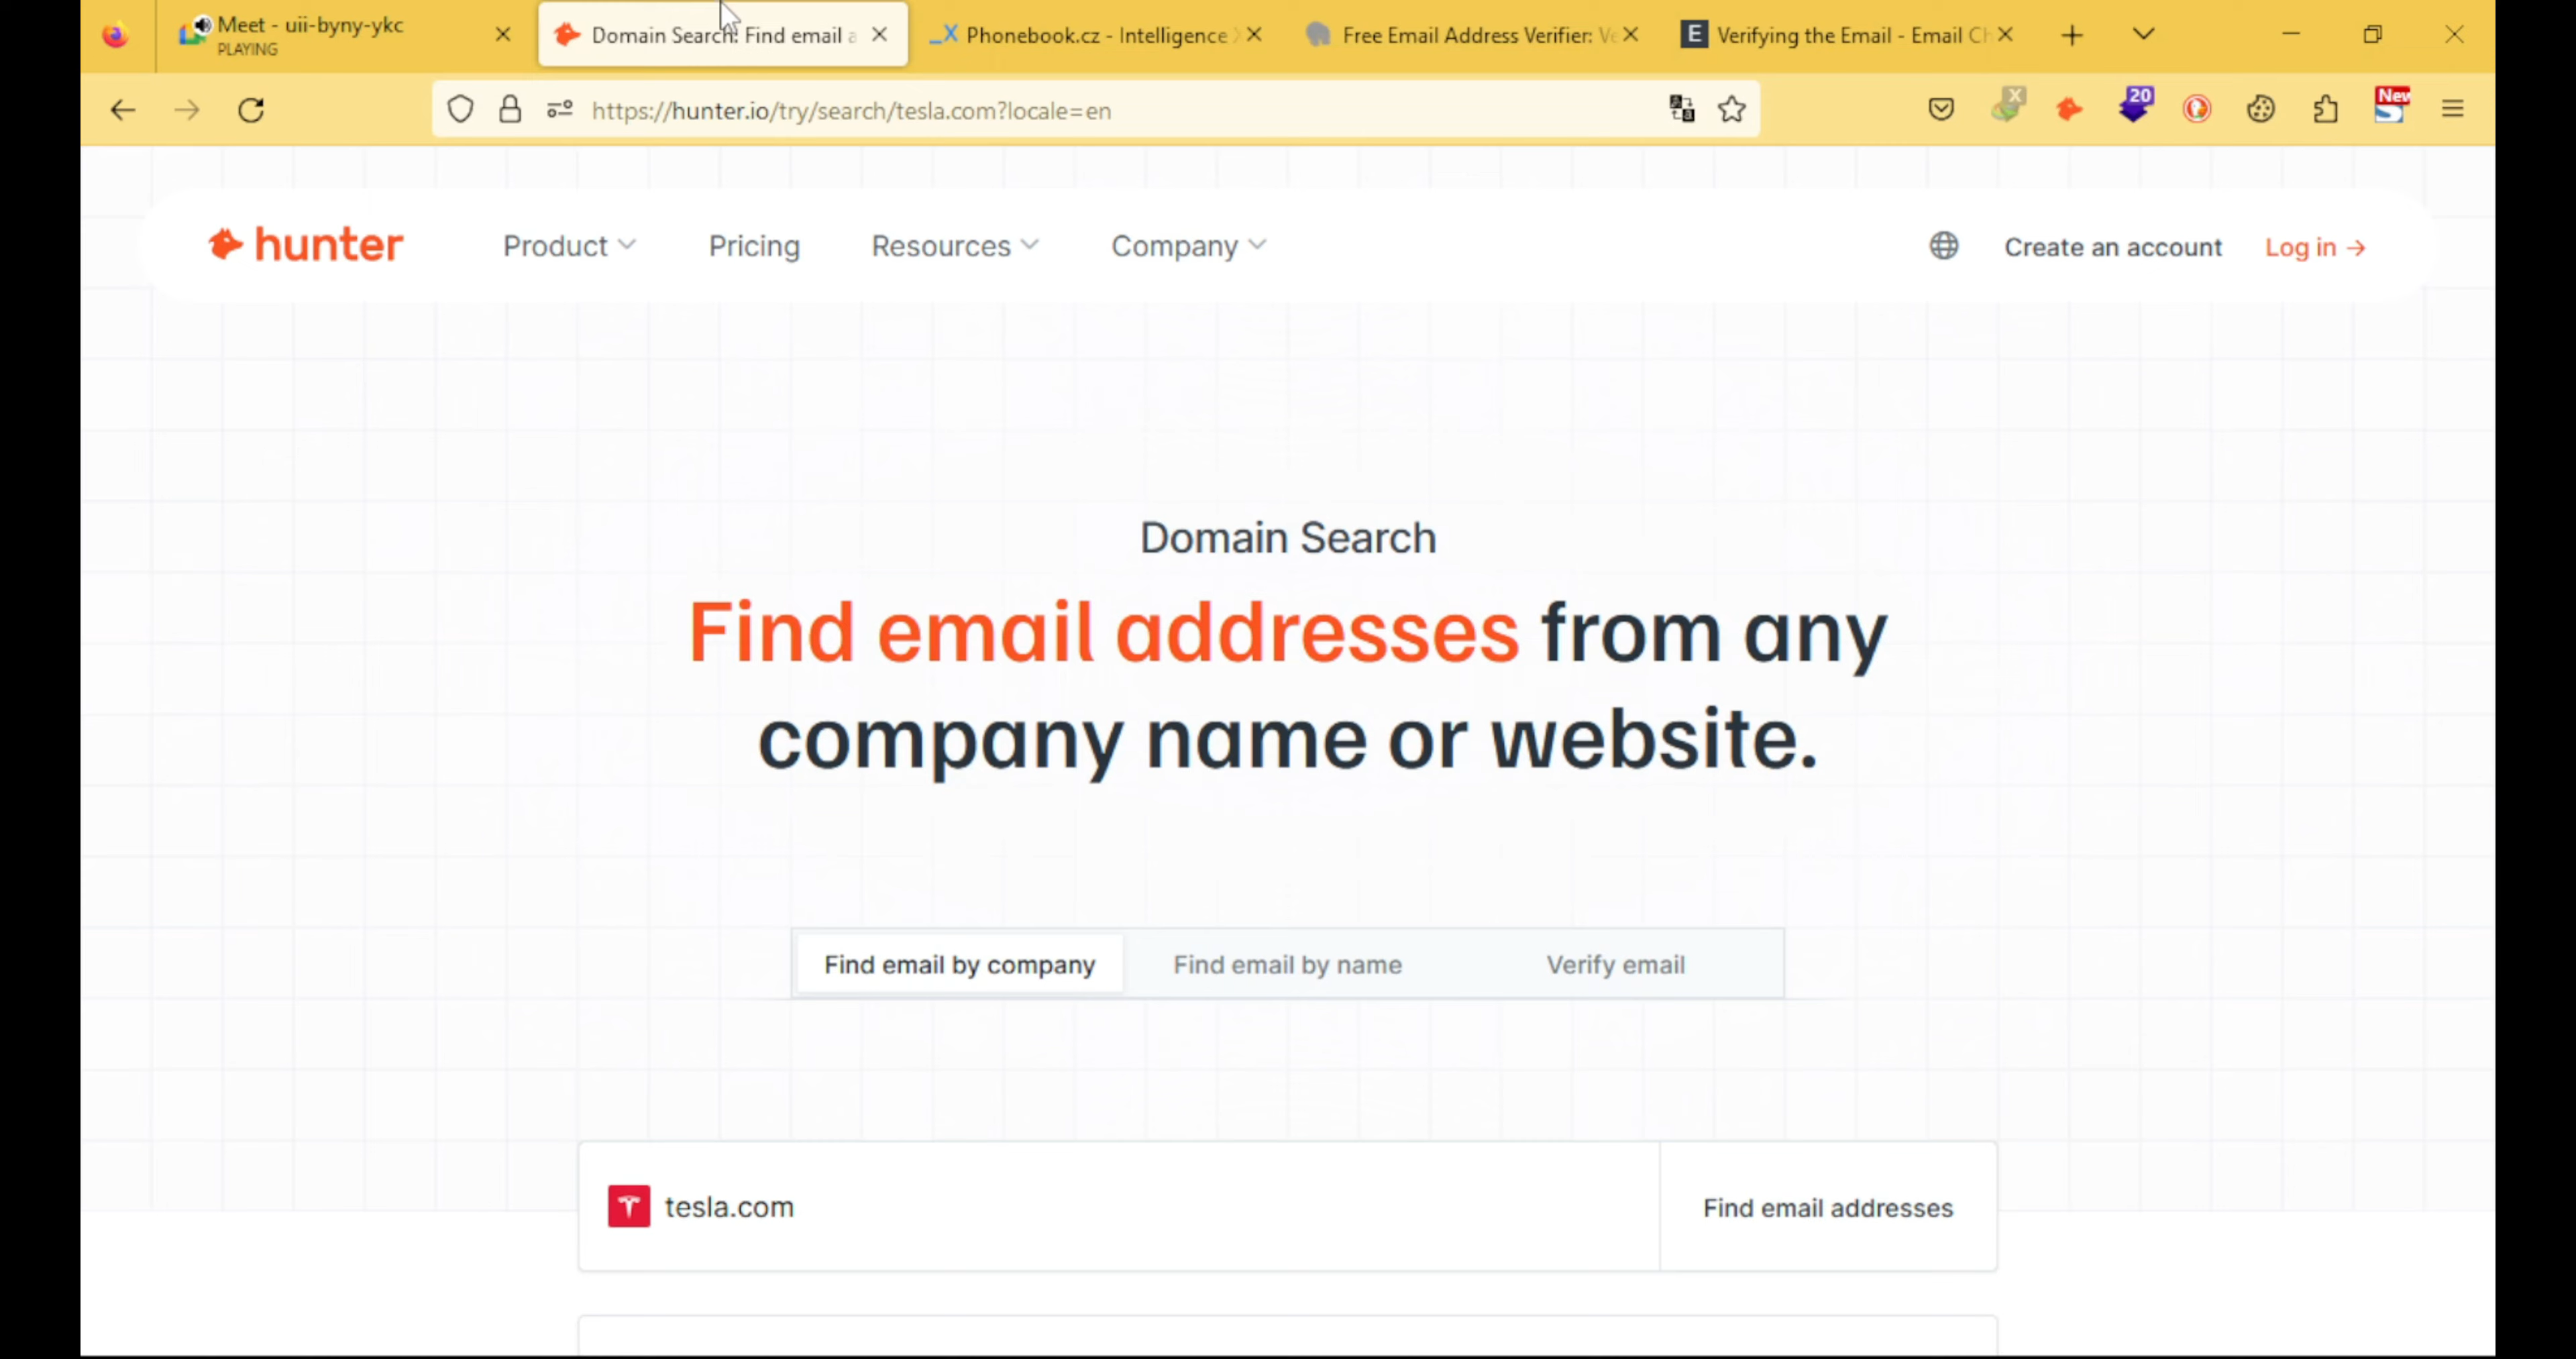 Meet - uii-byny-ykc
PLAYING
Domain Search: Find email a
Phonebook.cz - Intelligence X
Free Email Address Verifier: Ve
E Verifying the Email - Email Ch
https://hunter.io/try/search/tesla.com?locale=en
X
20
New
hunter
Product
Pricing
Resources
Company
Create an account
Log in →
Domain Search
Find email addresses from any
company name or website.
Find email by company
Find email by name
Verify email
tesla.com
Find email addresses